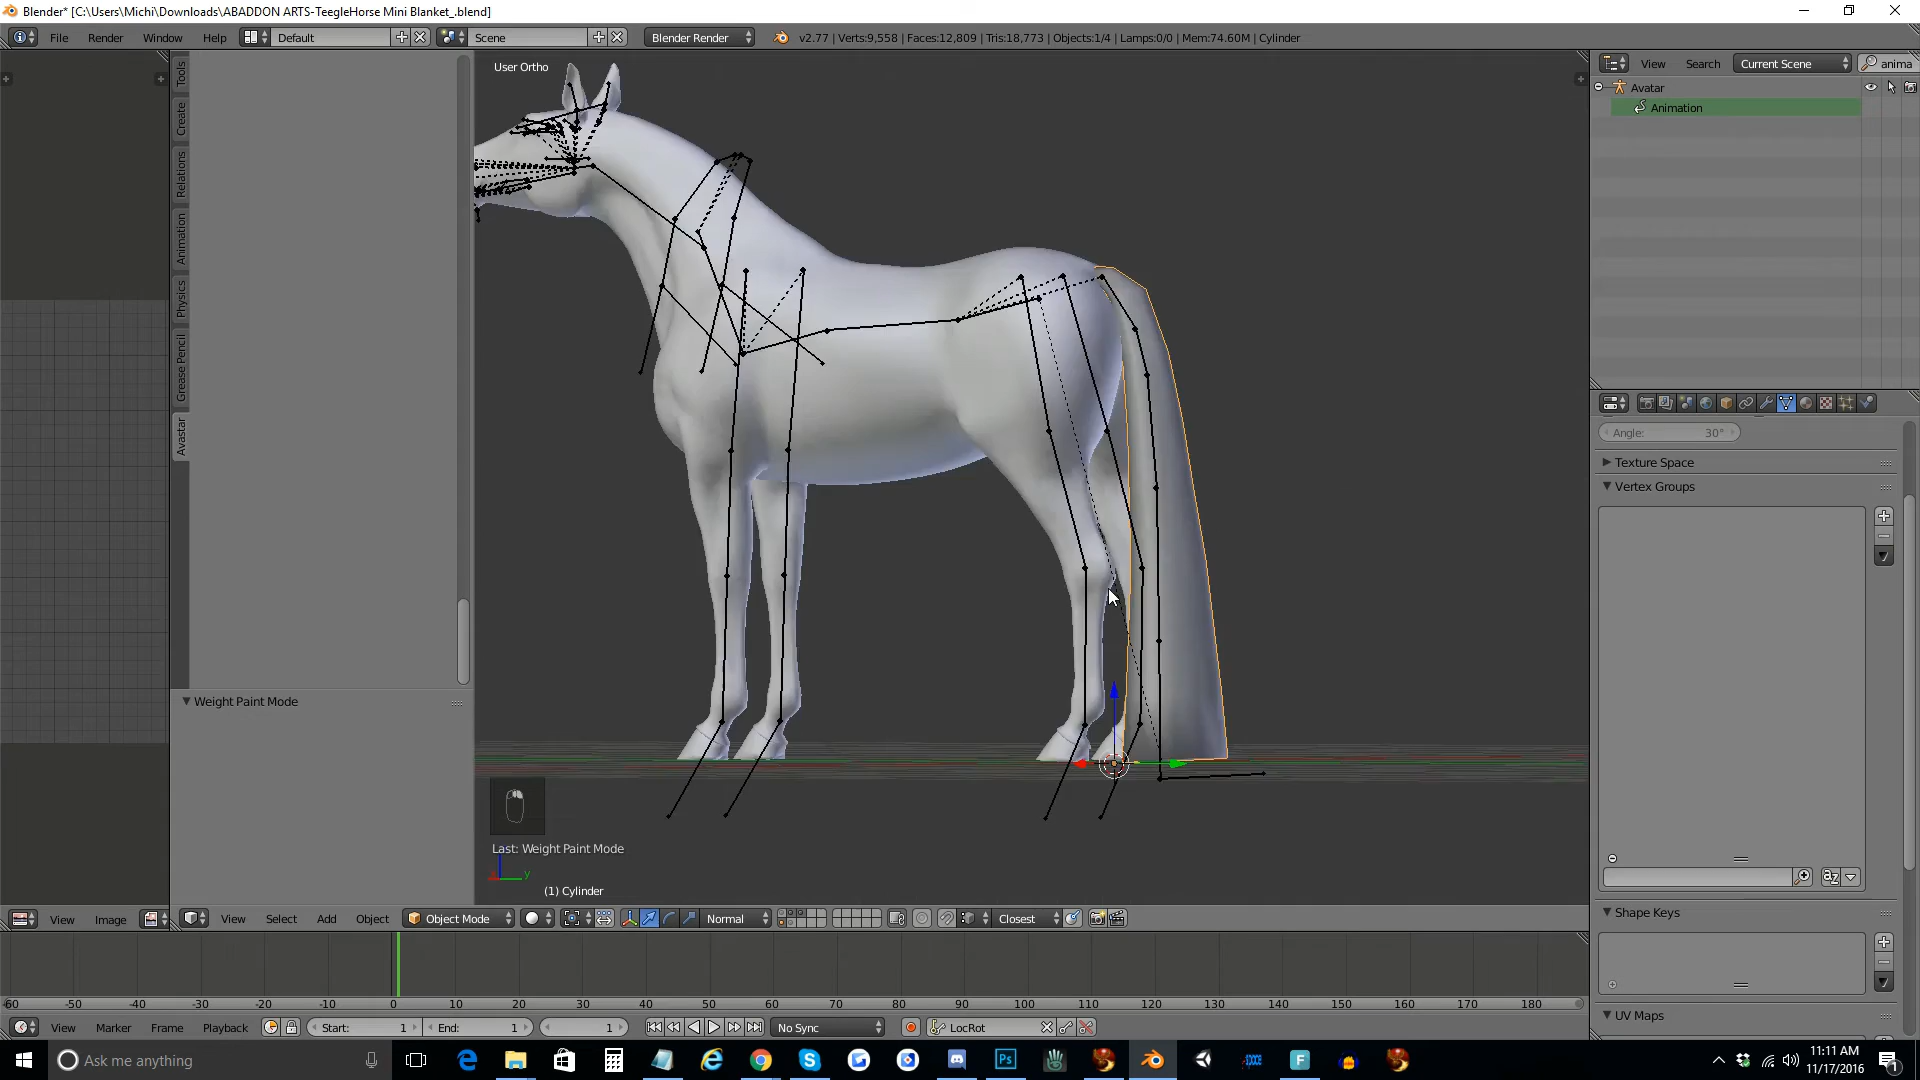 Blender* [C:\Users\Michi\Downloads\ABADDON ARTS-TeegleHorse Mini Blanket_.blend]
File Render Window Help Default Scene Blender Render v2.77 | Verts:9,558 | Faces:12,809 | Tris:18,773 | Objects:1/4 | Lamps:0/0 | Mem:74.60M | Cylinder
View Search Current Scene anima
Avatar
Animation
Tools
Create
Relations
Animation
Physics
Grease Pencil
Avastar
User Ortho
Weight Paint Mode
Last: Weight Paint Mode
z
y
(1) Cylinder
Angle: 30°
Texture Space
Vertex Groups
Shape Keys
UV Maps
View Image
View Select Add Object Object Mode Normal Closest
-60 -50 -40 -30 -20 -10 0 10 20 30 40 50 60 70 80 90 100 110 120 130 140 150 160 170 180
View Marker Frame Playback Start: 1 End: 1 1 No Sync LocRot
Ask me anything
11:11 AM
11/17/2016